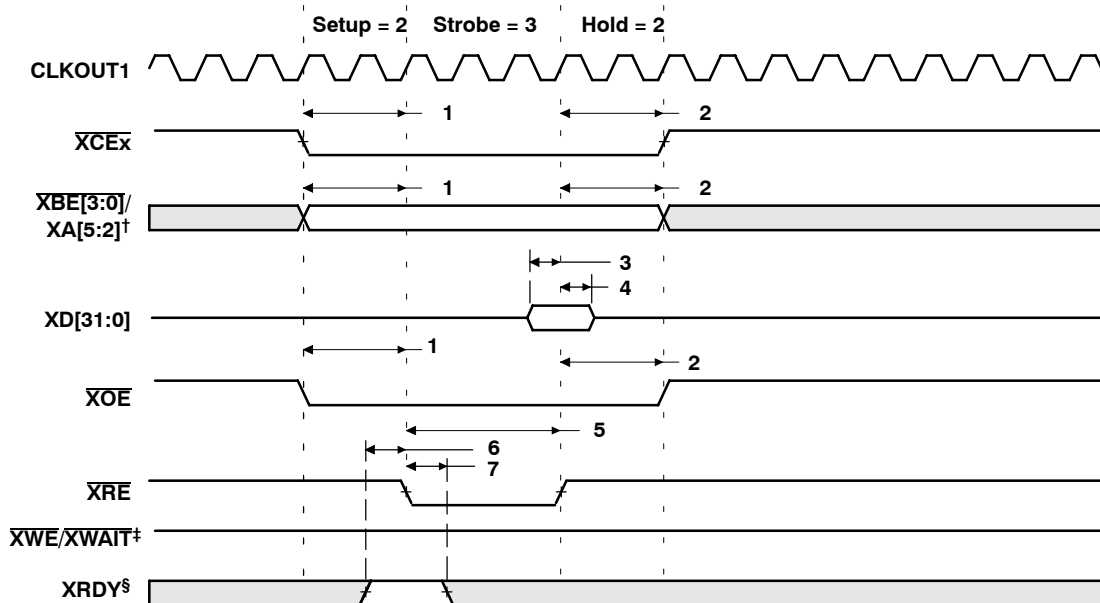 Setup = 2 Strobe = 3 Hold = 2
CLKOUT1
1 2
XCEx
1 2
XBE[3:0]/
XA[5:2]†
3
4
XD[31:0]
1
2
XOE
5
6
7
XRE
XWE/XWAIT‡
XRDY§